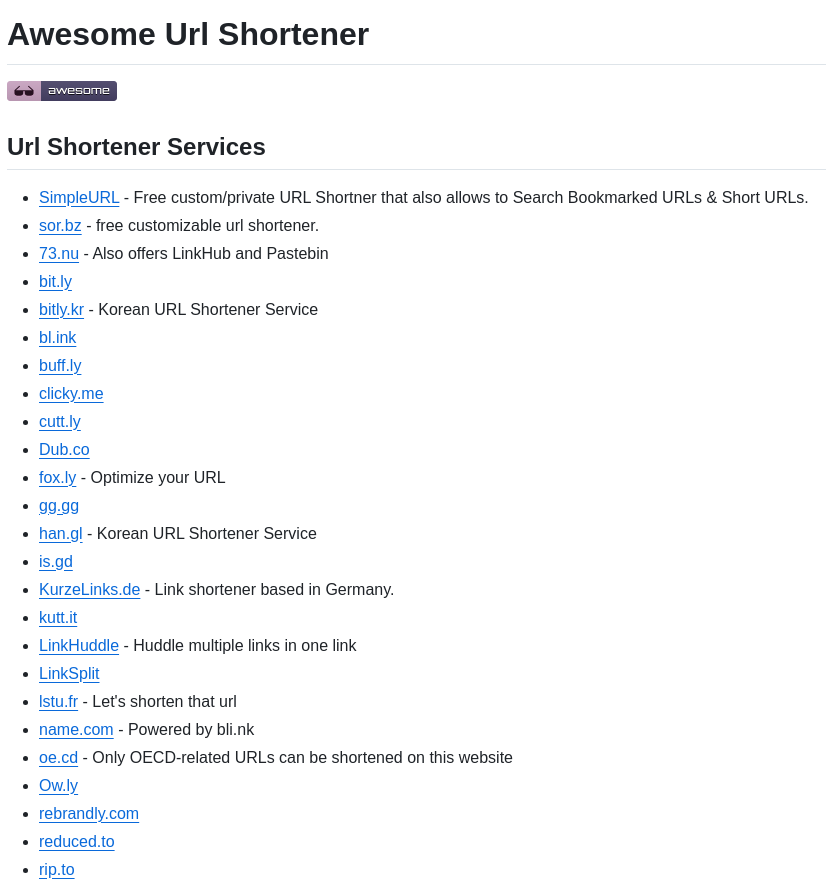 Awesome Url Shortener
awesome
Url Shortener Services
SimpleURL - Free custom/private URL Shortner that also allows to Search Bookmarked URLs & Short URLs.
sor.bz - free customizable url shortener.
73.nu - Also offers LinkHub and Pastebin
bit.ly
bitly.kr - Korean URL Shortener Service
bl.ink
buff.ly
clicky.me
cutt.ly
Dub.co
fox.ly - Optimize your URL
gg.gg
han.gl - Korean URL Shortener Service
is.gd
KurzeLinks.de - Link shortener based in Germany.
kutt.it
LinkHuddle - Huddle multiple links in one link
LinkSplit
lstu.fr - Let's shorten that url
name.com - Powered by bli.nk
oe.cd - Only OECD-related URLs can be shortened on this website
Ow.ly
rebrandly.com
reduced.to
rip.to